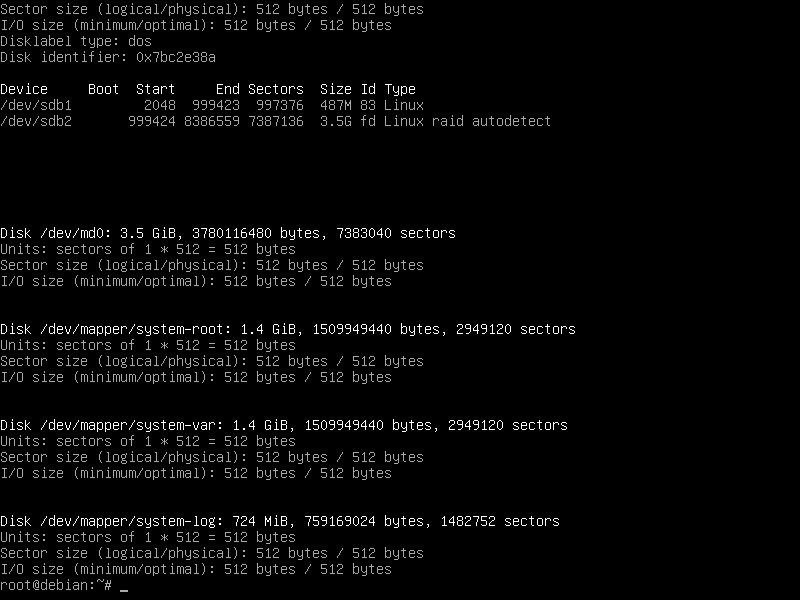 Sector size (logical/physical): 512 bytes / 512 bytes
I/O size (minimum/optimal): 512 bytes / 512 bytes
Disklabel type: dos
Disk identifier: 0x7bc2e38a
Device     Boot  Start     End Sectors  Size Id Type
/dev/sdb1         2048  999423  997376  487M 83 Linux
/dev/sdb2       999424 8386559 7387136  3.5G fd Linux raid autodetect
Disk /dev/md0: 3.5 GiB, 3780116480 bytes, 7383040 sectors
Units: sectors of 1 * 512 = 512 bytes
Sector size (logical/physical): 512 bytes / 512 bytes
I/O size (minimum/optimal): 512 bytes / 512 bytes
Disk /dev/mapper/system-root: 1.4 GiB, 1509949440 bytes, 2949120 sectors
Units: sectors of 1 * 512 = 512 bytes
Sector size (logical/physical): 512 bytes / 512 bytes
I/O size (minimum/optimal): 512 bytes / 512 bytes
Disk /dev/mapper/system-var: 1.4 GiB, 1509949440 bytes, 2949120 sectors
Units: sectors of 1 * 512 = 512 bytes
Sector size (logical/physical): 512 bytes / 512 bytes
I/O size (minimum/optimal): 512 bytes / 512 bytes
Disk /dev/mapper/system-log: 724 MiB, 759169024 bytes, 1482752 sectors
Units: sectors of 1 * 512 = 512 bytes
Sector size (logical/physical): 512 bytes / 512 bytes
I/O size (minimum/optimal): 512 bytes / 512 bytes
root@debian:~# _